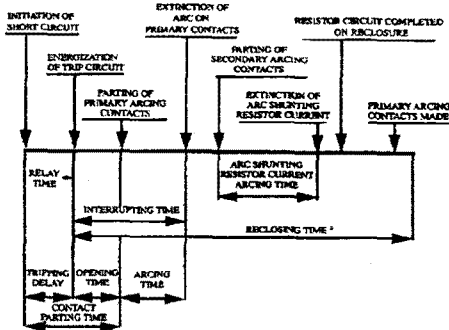 INITIATION OF
SHORT CIRCUIT
EXTINCTION OF
ARC ON
PRIMARY CONTACTS
RESISTOR CIRCUIT COMPLETED
ON RECLOSURE
ENERGIZATION
OF TRIP CIRCUIT
PARTING OF
SECONDARY ARCING
CONTACTS
PARTING OF
PRIMARY ARCING
CONTACTS
EXTINCTION OF
ARC SHUNTING
RESISTOR CURRENT
PRIMARY ARCING
CONTACTS MADE
RELAY
TIME
ARC SHUNTING
RESISTOR CURRENT
ARCING TIME
INTERRUPTING TIME
RECLOSING TIME
TRIPPING
DELAY
OPENING
TIME
ARCING
TIME
CONTACT
PARTING TIME